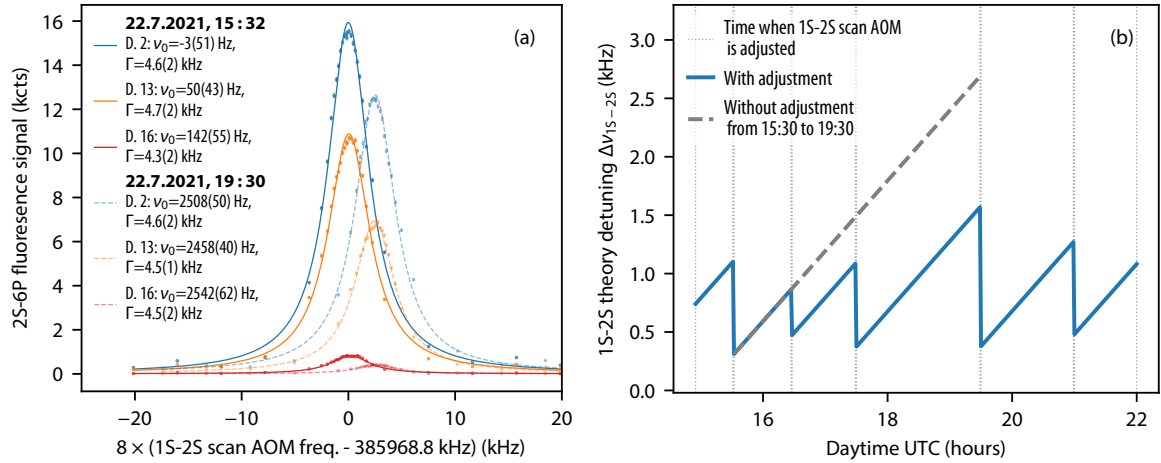 22.7.2021, 15:32
D. 2: ν0=-3(51) Hz,
Γ=4.6(2) kHz
D. 13: ν0=50(43) Hz,
Γ=4.7(2) kHz
D. 16: ν0=142(55) Hz,
Γ=4.3(2) kHz
22.7.2021, 19:30
D. 2: ν0=2508(50) Hz,
Γ=4.6(2) kHz
D. 13: ν0=2458(40) Hz,
Γ=4.5(1) kHz
D. 16: ν0=2542(62) Hz,
Γ=4.5(2) kHz
(a)
2S-6P fluoresence signal (kcts)
16
14
12
10
8
6
4
2
0
−20
−10
0
10
20
8 × (1S-2S scan AOM freq. - 385968.8 kHz) (kHz)
Time when 1S-2S scan AOM
is adjusted
With adjustment
Without adjustment
from 15:30 to 19:30
(b)
1S-2S theory detuning Δν1S−2S (kHz)
3.0
2.5
2.0
1.5
1.0
0.5
0.0
16
18
20
22
Daytime UTC (hours)